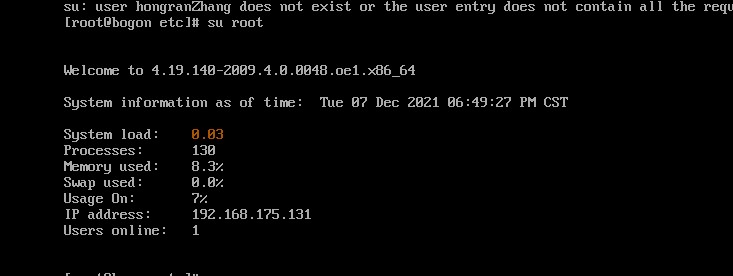 su: user hongranZhang does not exist or the user entry does not contain all the requ
[root@bogon etc]# su root
Welcome to 4.19.140-2009.4.0.0048.oe1.x86_64
System information as of time:  Tue 07 Dec 2021 06:49:27 PM CST
System load:    0.03
Processes:      130
Memory used:    8.3%
Swap used:      0.0%
Usage On:       7%
IP address:     192.168.175.131
Users online:   1